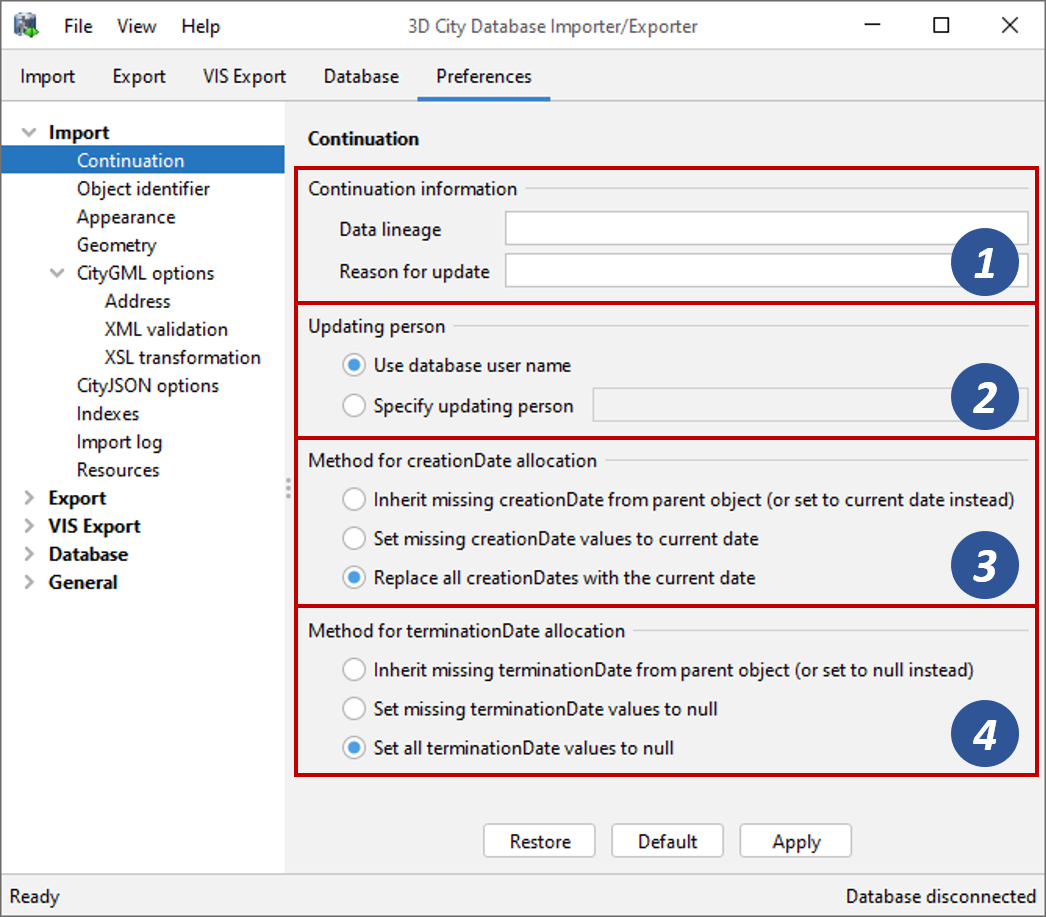 File View Help 3D City Database Importer/Exporter
Import Export VIS Export Database Preferences
Import
Continuation
Object identifier
Appearance
Geometry
CityGML options
Address
XML validation
XSL transformation
CityJSON options
Indexes
Import log
Resources
Export
VIS Export
Database
General
Continuation
Continuation information
Data lineage
Reason for update
1
Updating person
Use database user name
Specify updating person
2
Method for creationDate allocation
Inherit missing creationDate from parent object (or set to current date instead)
Set missing creationDate values to current date
Replace all creationDates with the current date
3
Method for terminationDate allocation
Inherit missing terminationDate from parent object (or set to null instead)
Set missing terminationDate values to null
Set all terminationDate values to null
4
Restore Default Apply
Ready Database disconnected